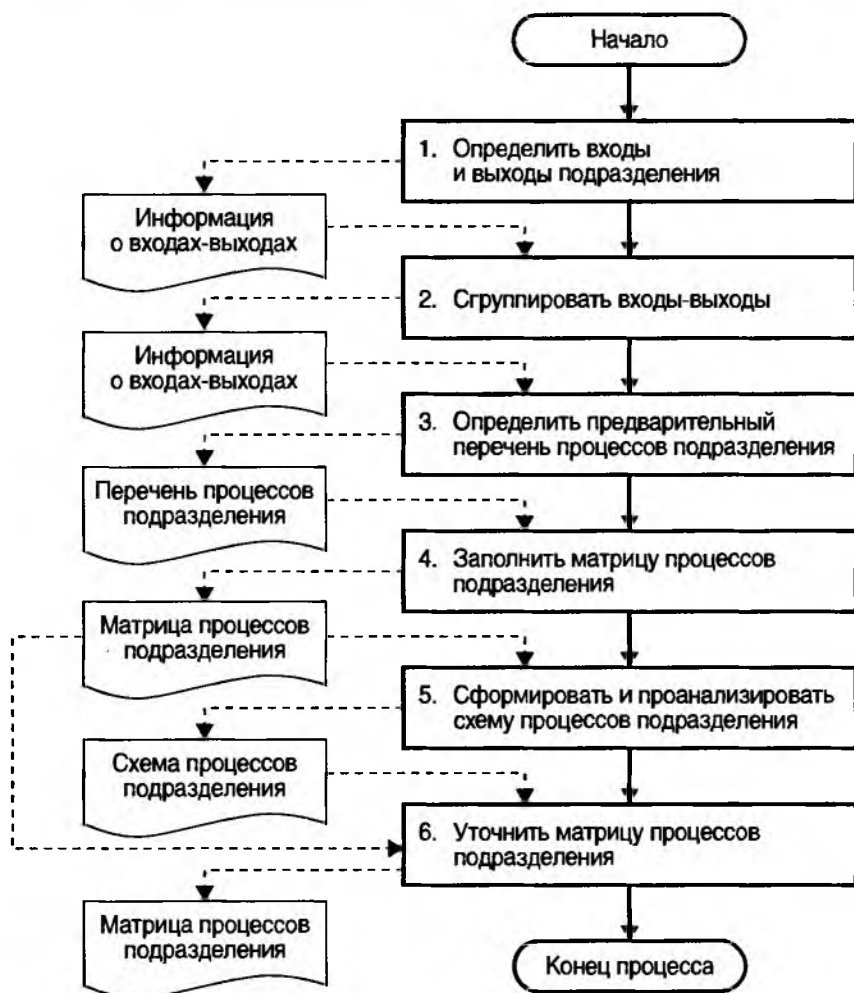 Начало
1. Определить входы
и выходы подразделения
Информация
о входах-выходах
2. Сгруппировать входы-выходы
Информация
о входах-выходах
3. Определить предварительный
перечень процессов подразделения
Перечень процессов
подразделения
4. Заполнить матрицу процессов
подразделения
Матрица процессов
подразделения
5. Сформировать и проанализировать
схему процессов подразделения
Схема процессов
подразделения
6. Уточнить матрицу процессов
подразделения
Матрица процессов
подразделения
Конец процесса